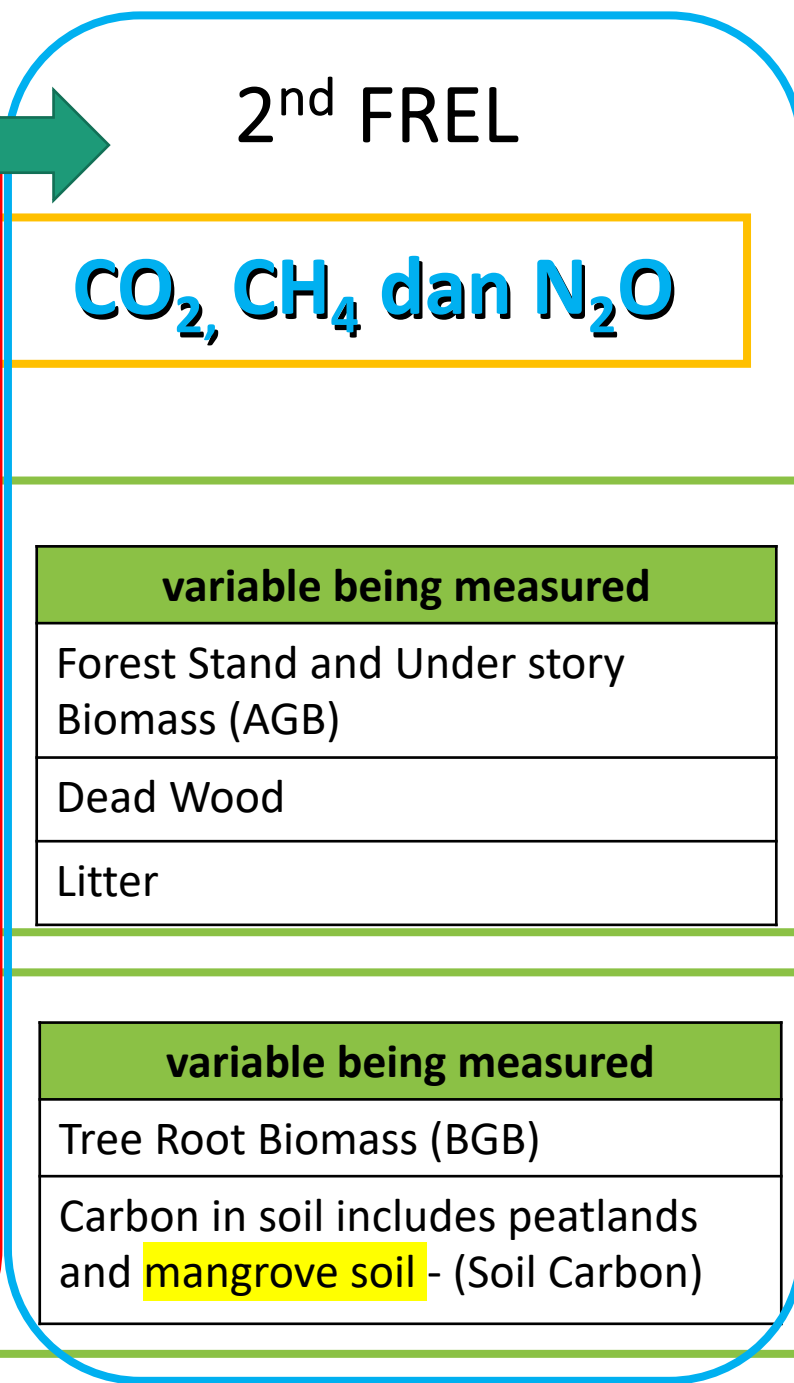 2nd FREL
CO2, CH4 dan N2O
variable being measured
Forest Stand and Under story
Biomass (AGB)
Dead Wood
Litter
variable being measured
Tree Root Biomass (BGB)
Carbon in soil includes peatlands
and mangrove soil - (Soil Carbon)